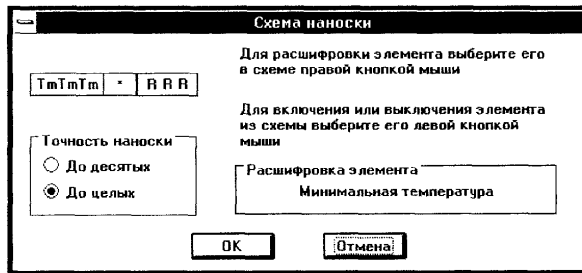 Схема наноски
Для расшифровки элемента выберите его
в схеме правой кнопкой мыши
TmTmTm * R R R
Для включения или выключения элемента
из схемы выберите его левой кнопкой
мыши
Точность наноски
До десятых
До целых
Расшифровка элемента
Минимальная температура
OK
Отмена